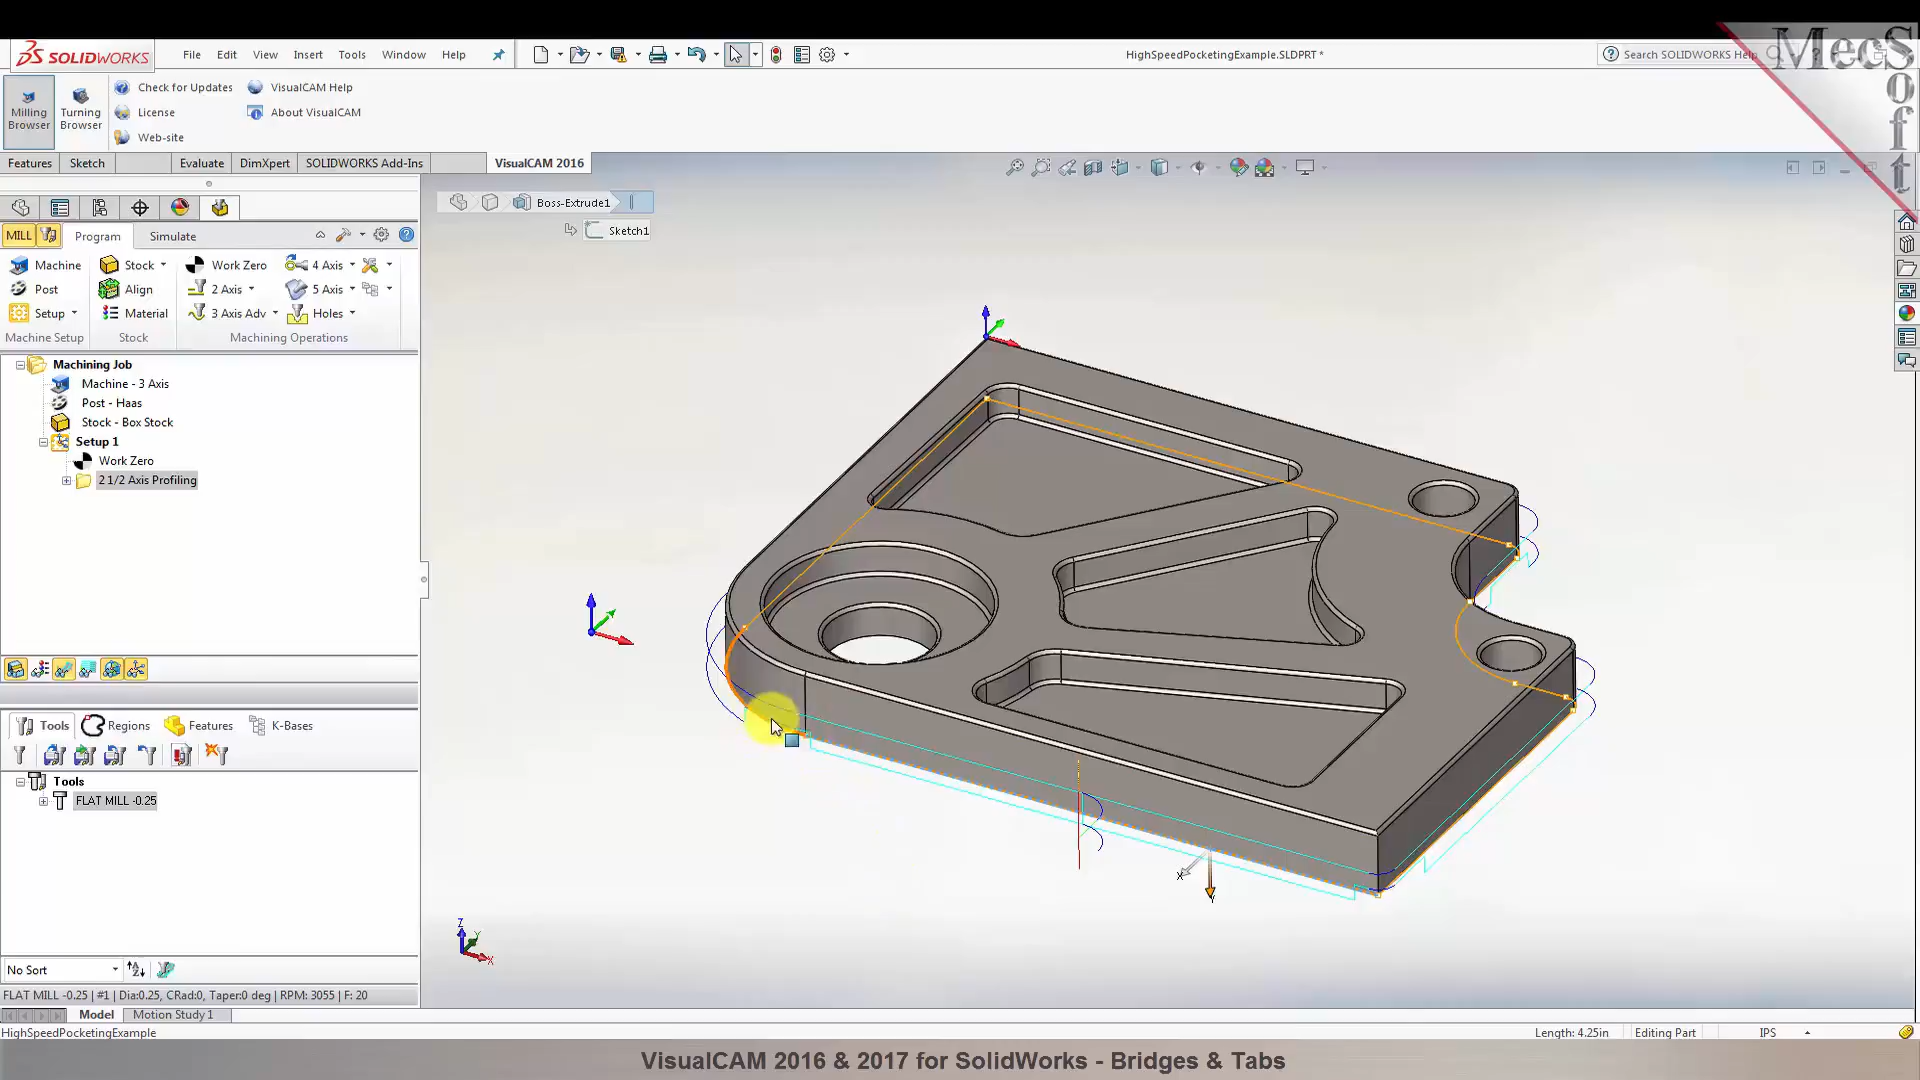 SOLIDWORKS
File Edit View Insert Tools Window Help
HighSpeedPocketingExample.SLDPRT *
Search SOLIDWORKS Help
MecSoft
Milling Browser
Turning Browser
Check for Updates
License
Web-site
VisualCAM Help
About VisualCAM
Features Sketch Evaluate DimXpert SOLIDWORKS Add-Ins VisualCAM 2016
Boss-Extrude1
Sketch1
MILL Program Simulate
Machine Stock Work Zero 4 Axis
Post Align 2 Axis 5 Axis
Setup Material 3 Axis Adv Holes
Machine Setup Stock Machining Operations
Machining Job
Machine - 3 Axis
Post - Haas
Stock - Box Stock
Setup 1
Work Zero
2 1/2 Axis Profiling
Tools Regions Features K-Bases
Tools
FLAT MILL -0.25
X
Y
Z
Y
X
No Sort
FLAT MILL -0.25 | #1 | Dia:0.25, CRad:0, Taper:0 deg | RPM: 3055 | F: 20
Model Motion Study 1
HighSpeedPocketingExample
Length: 4.25in Editing Part IPS
VisualCAM 2016 & 2017 for SolidWorks - Bridges & Tabs